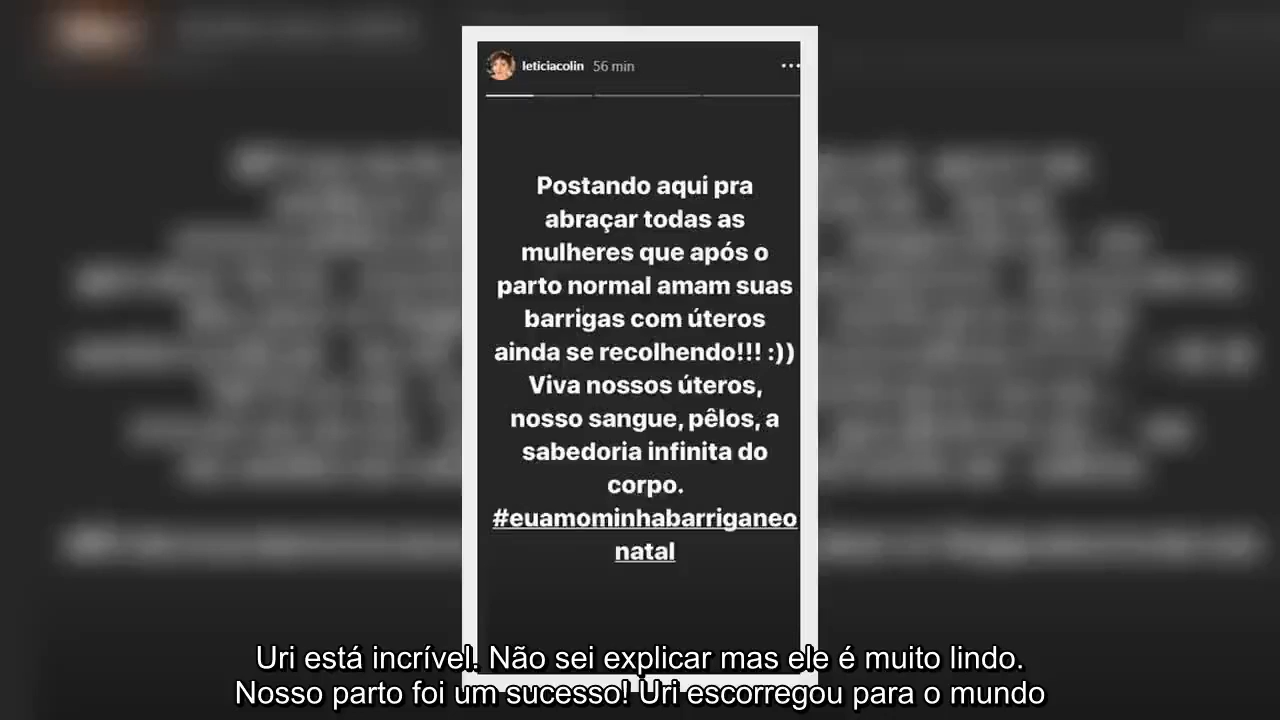 leticiacolin 56 min
Postando aqui pra
abraçar todas as
mulheres que após o
parto normal amam suas
barrigas com úteros
ainda se recolhendo!!! :))
Viva nossos úteros,
nosso sangue, pêlos, a
sabedoria infinita do
corpo.
#euamominhabarriganeo
natal
Uri está incrível. Não sei explicar mas ele é muito lindo.
Nosso parto foi um sucesso! Uri escorregou para o mundo